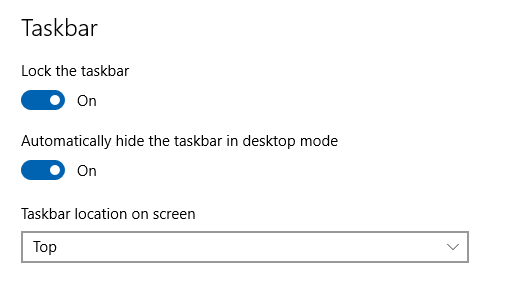 Taskbar
Lock the taskbar
On
Automatically hide the taskbar in desktop mode
On
Taskbar location on screen
Top